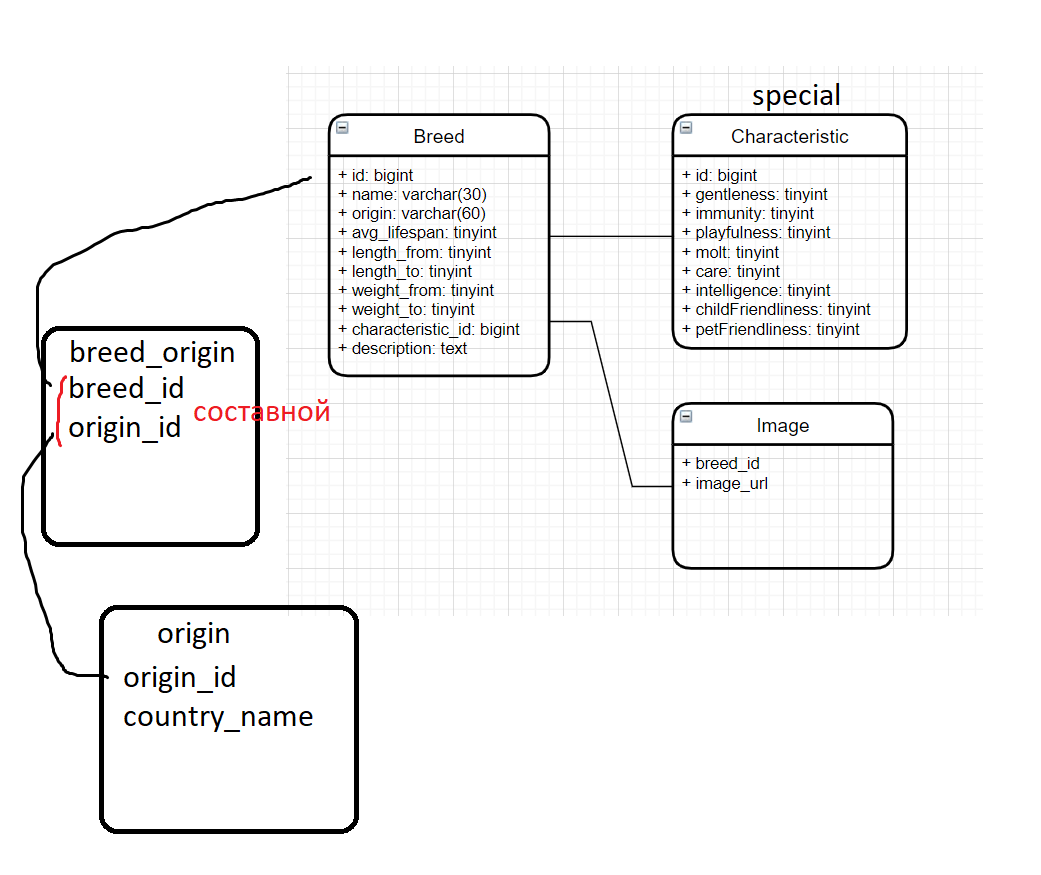 special
Breed
+ id: bigint
+ name: varchar(30)
+ origin: varchar(60)
+ avg_lifespan: tinyint
+ length_from: tinyint
+ length_to: tinyint
+ weight_from: tinyint
+ weight_to: tinyint
+ characteristic_id: bigint
+ description: text
Characteristic
+ id: bigint
+ gentleness: tinyint
+ immunity: tinyint
+ playfulness: tinyint
+ molt: tinyint
+ care: tinyint
+ intelligence: tinyint
+ childFriendliness: tinyint
+ petFriendliness: tinyint
breed_origin
breed_id
origin_id
составной
Image
+ breed_id
+ image_url
origin
origin_id
country_name